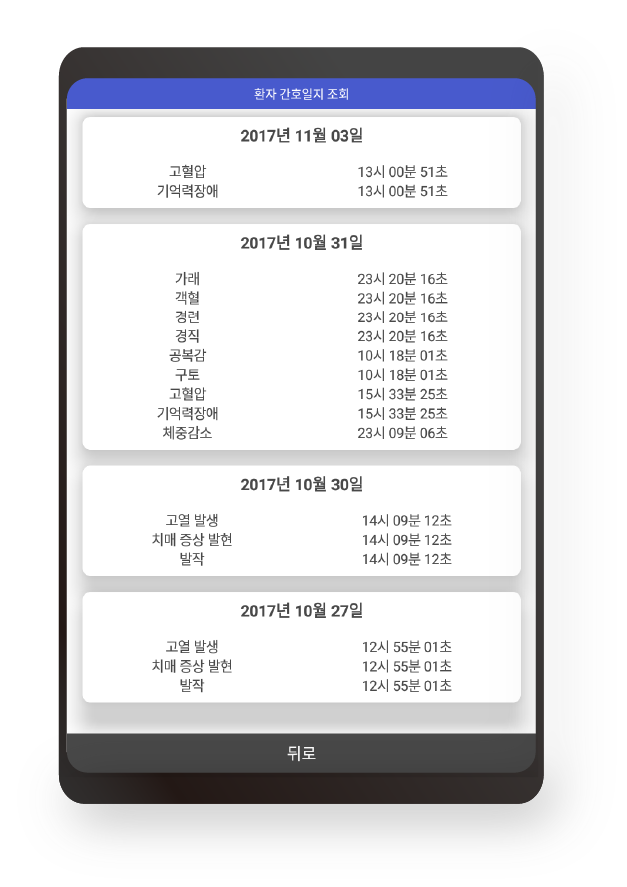 환자 간호일지 조회
2017년 11월 03일
고혈압 13시 00분 51초
기억력장애 13시 00분 51초
2017년 10월 31일
가래 23시 20분 16초
객혈 23시 20분 16초
경련 23시 20분 16초
경직 23시 20분 16초
공복감 10시 18분 01초
구토 10시 18분 01초
고혈압 15시 33분 25초
기억력장애 15시 33분 25초
체중감소 23시 09분 06초
2017년 10월 30일
고열 발생 14시 09분 12초
치매 증상 발현 14시 09분 12초
발작 14시 09분 12초
2017년 10월 27일
고열 발생 12시 55분 01초
치매 증상 발현 12시 55분 01초
발작 12시 55분 01초
뒤로